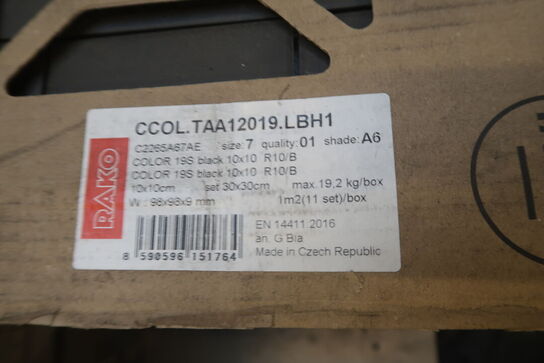 CCOL.TAA12019.LBH1
C2265A67AE size: 7 quality: 01 shade: A6
COLOR 19S black 10x10 R10/B
COLOR 19S black 10x10 R10/B
10x10cm set 30x30cm max. 19,2 kg/box
W : 98x98x9 mm 1m2(11 set)/box
RAKO
EN 14411:2016
an. G BIa
Made in Czech Republic
8 590596 151764